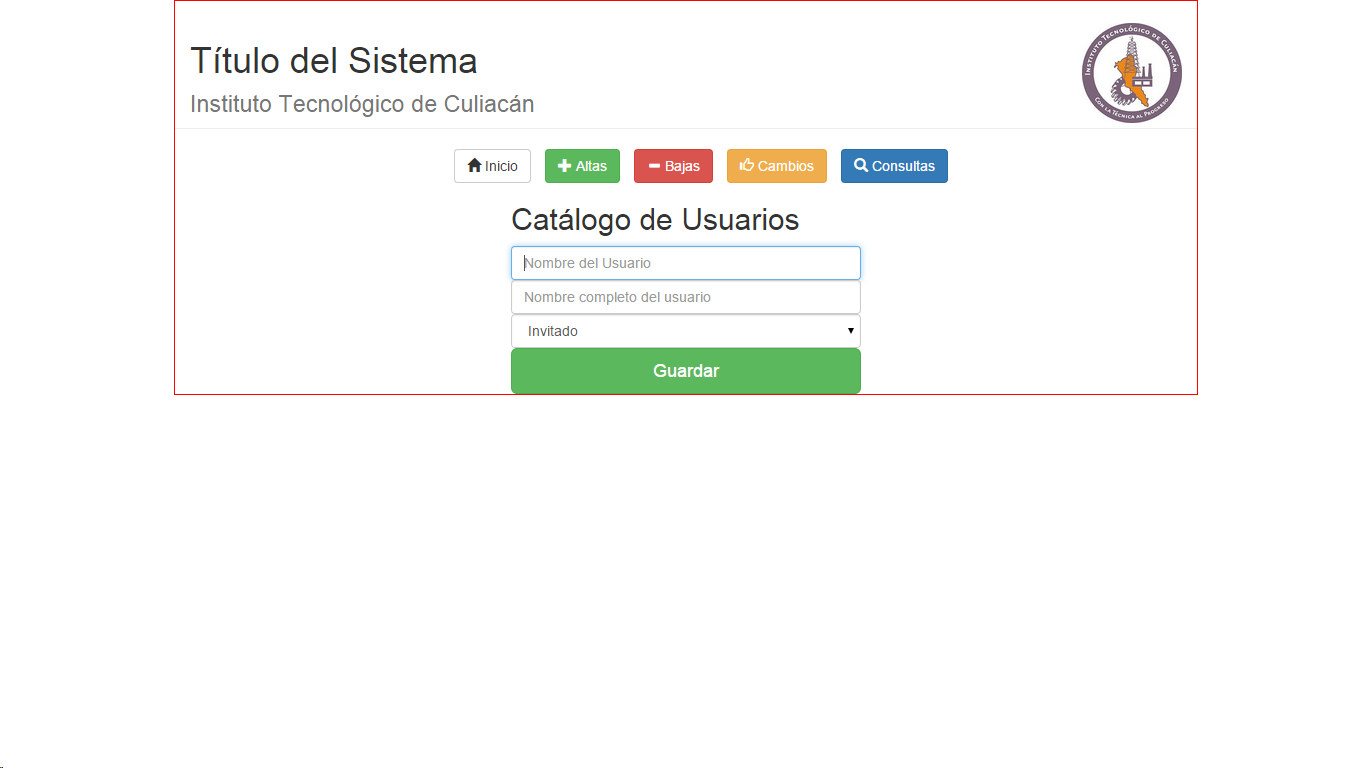 Título del Sistema
Instituto Tecnológico de Culiacán
INSTITUTO TECNOLÓGICO DE CULIACÁN
CON LA TÉCNICA AL PROGRESO
Inicio
Altas
Bajas
Cambios
Consultas
Catálogo de Usuarios
Nombre del Usuario
Nombre completo del usuario
Invitado
Guardar